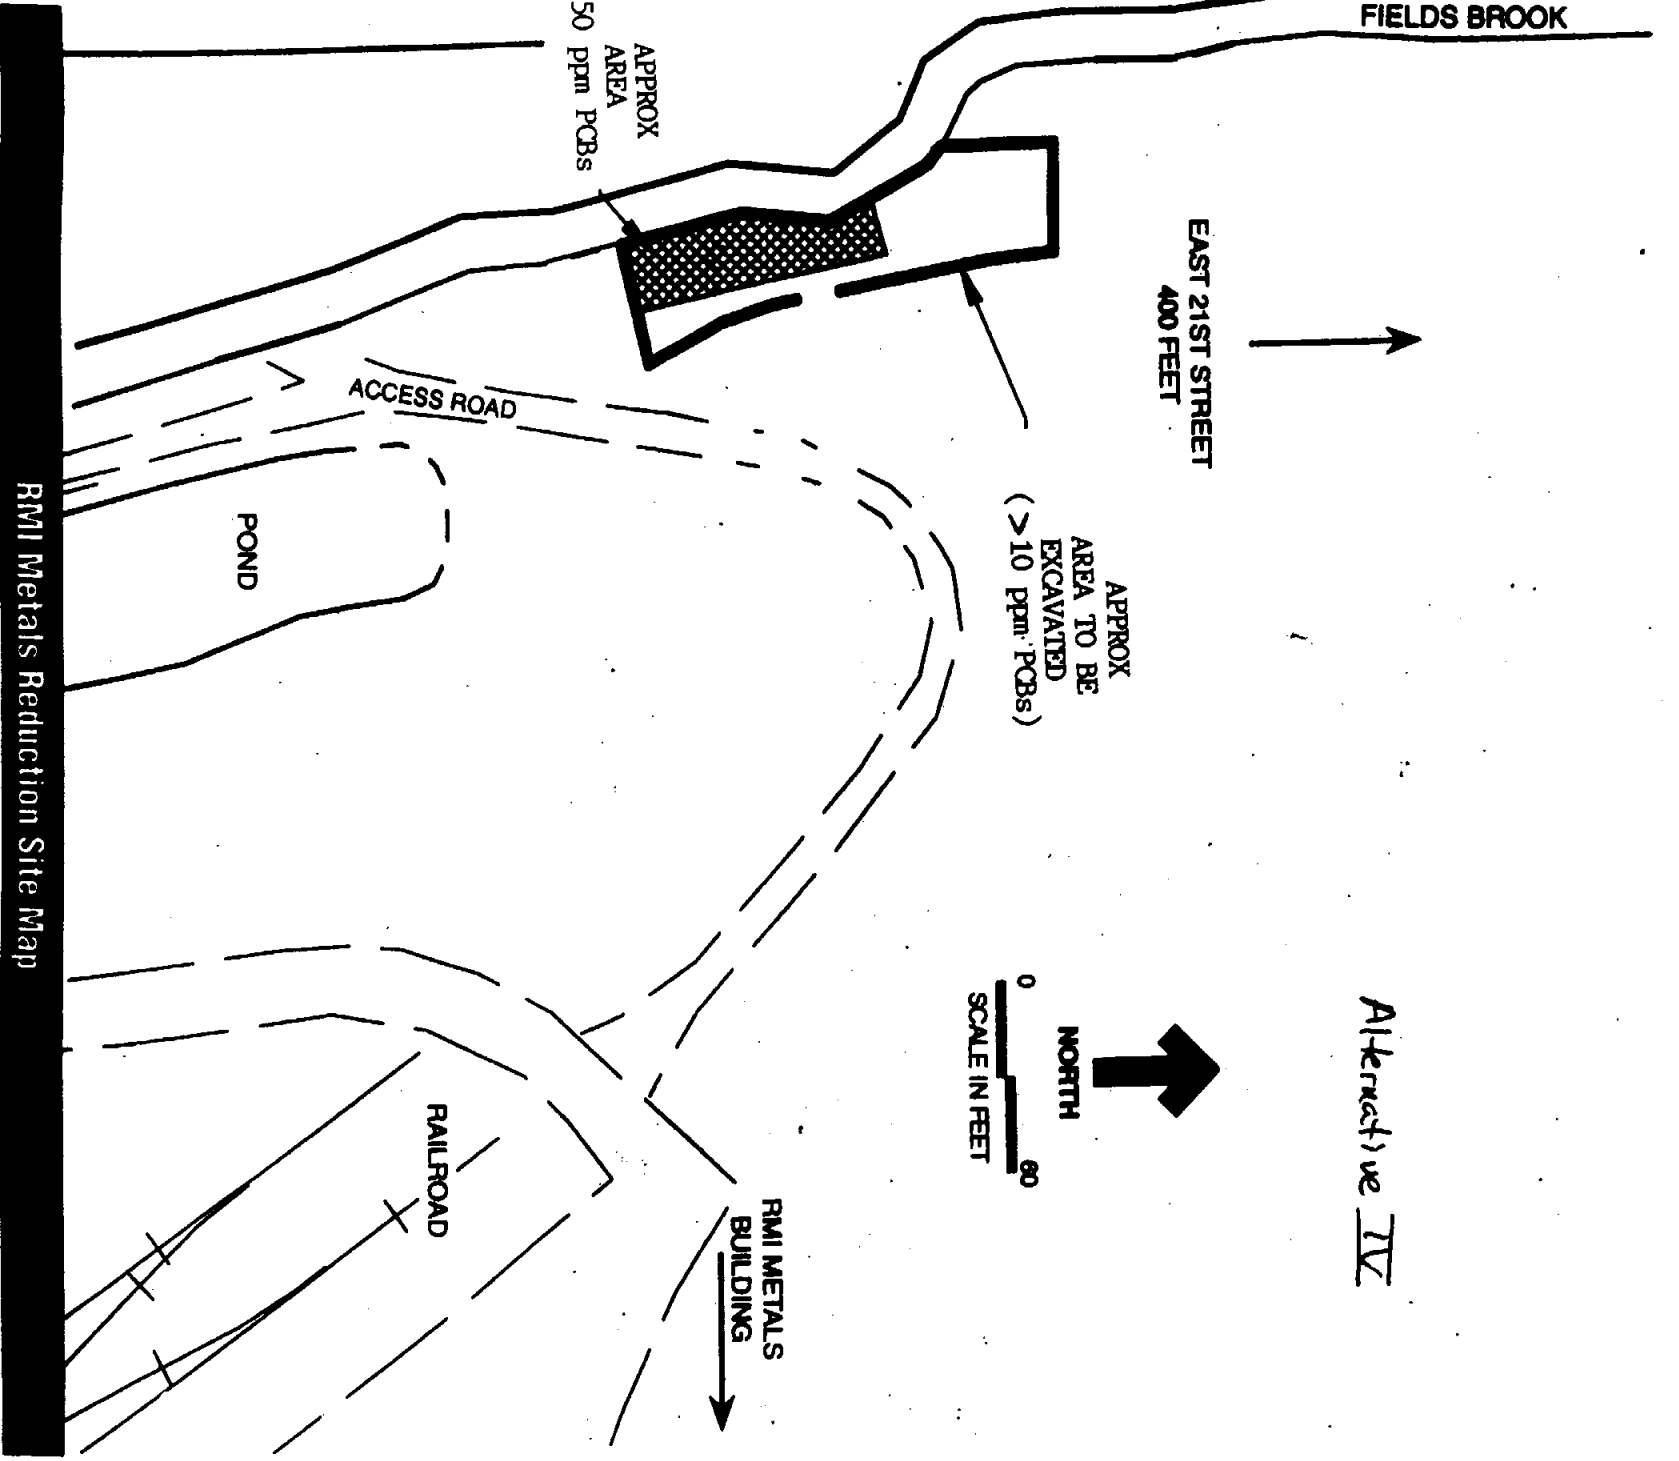 FIELDS BROOK
APPROX
AREA
50 ppm PCBs
EAST 21ST STREET
400 FEET
ACCESS ROAD
POND
APPROX
AREA TO BE
EXCAVATED
(>10 ppm PCBs)
Alternative IV
NORTH
0 60
SCALE IN FEET
RAILROAD
RMI METALS
BUILDING
RMI Metals Reduction Site Map